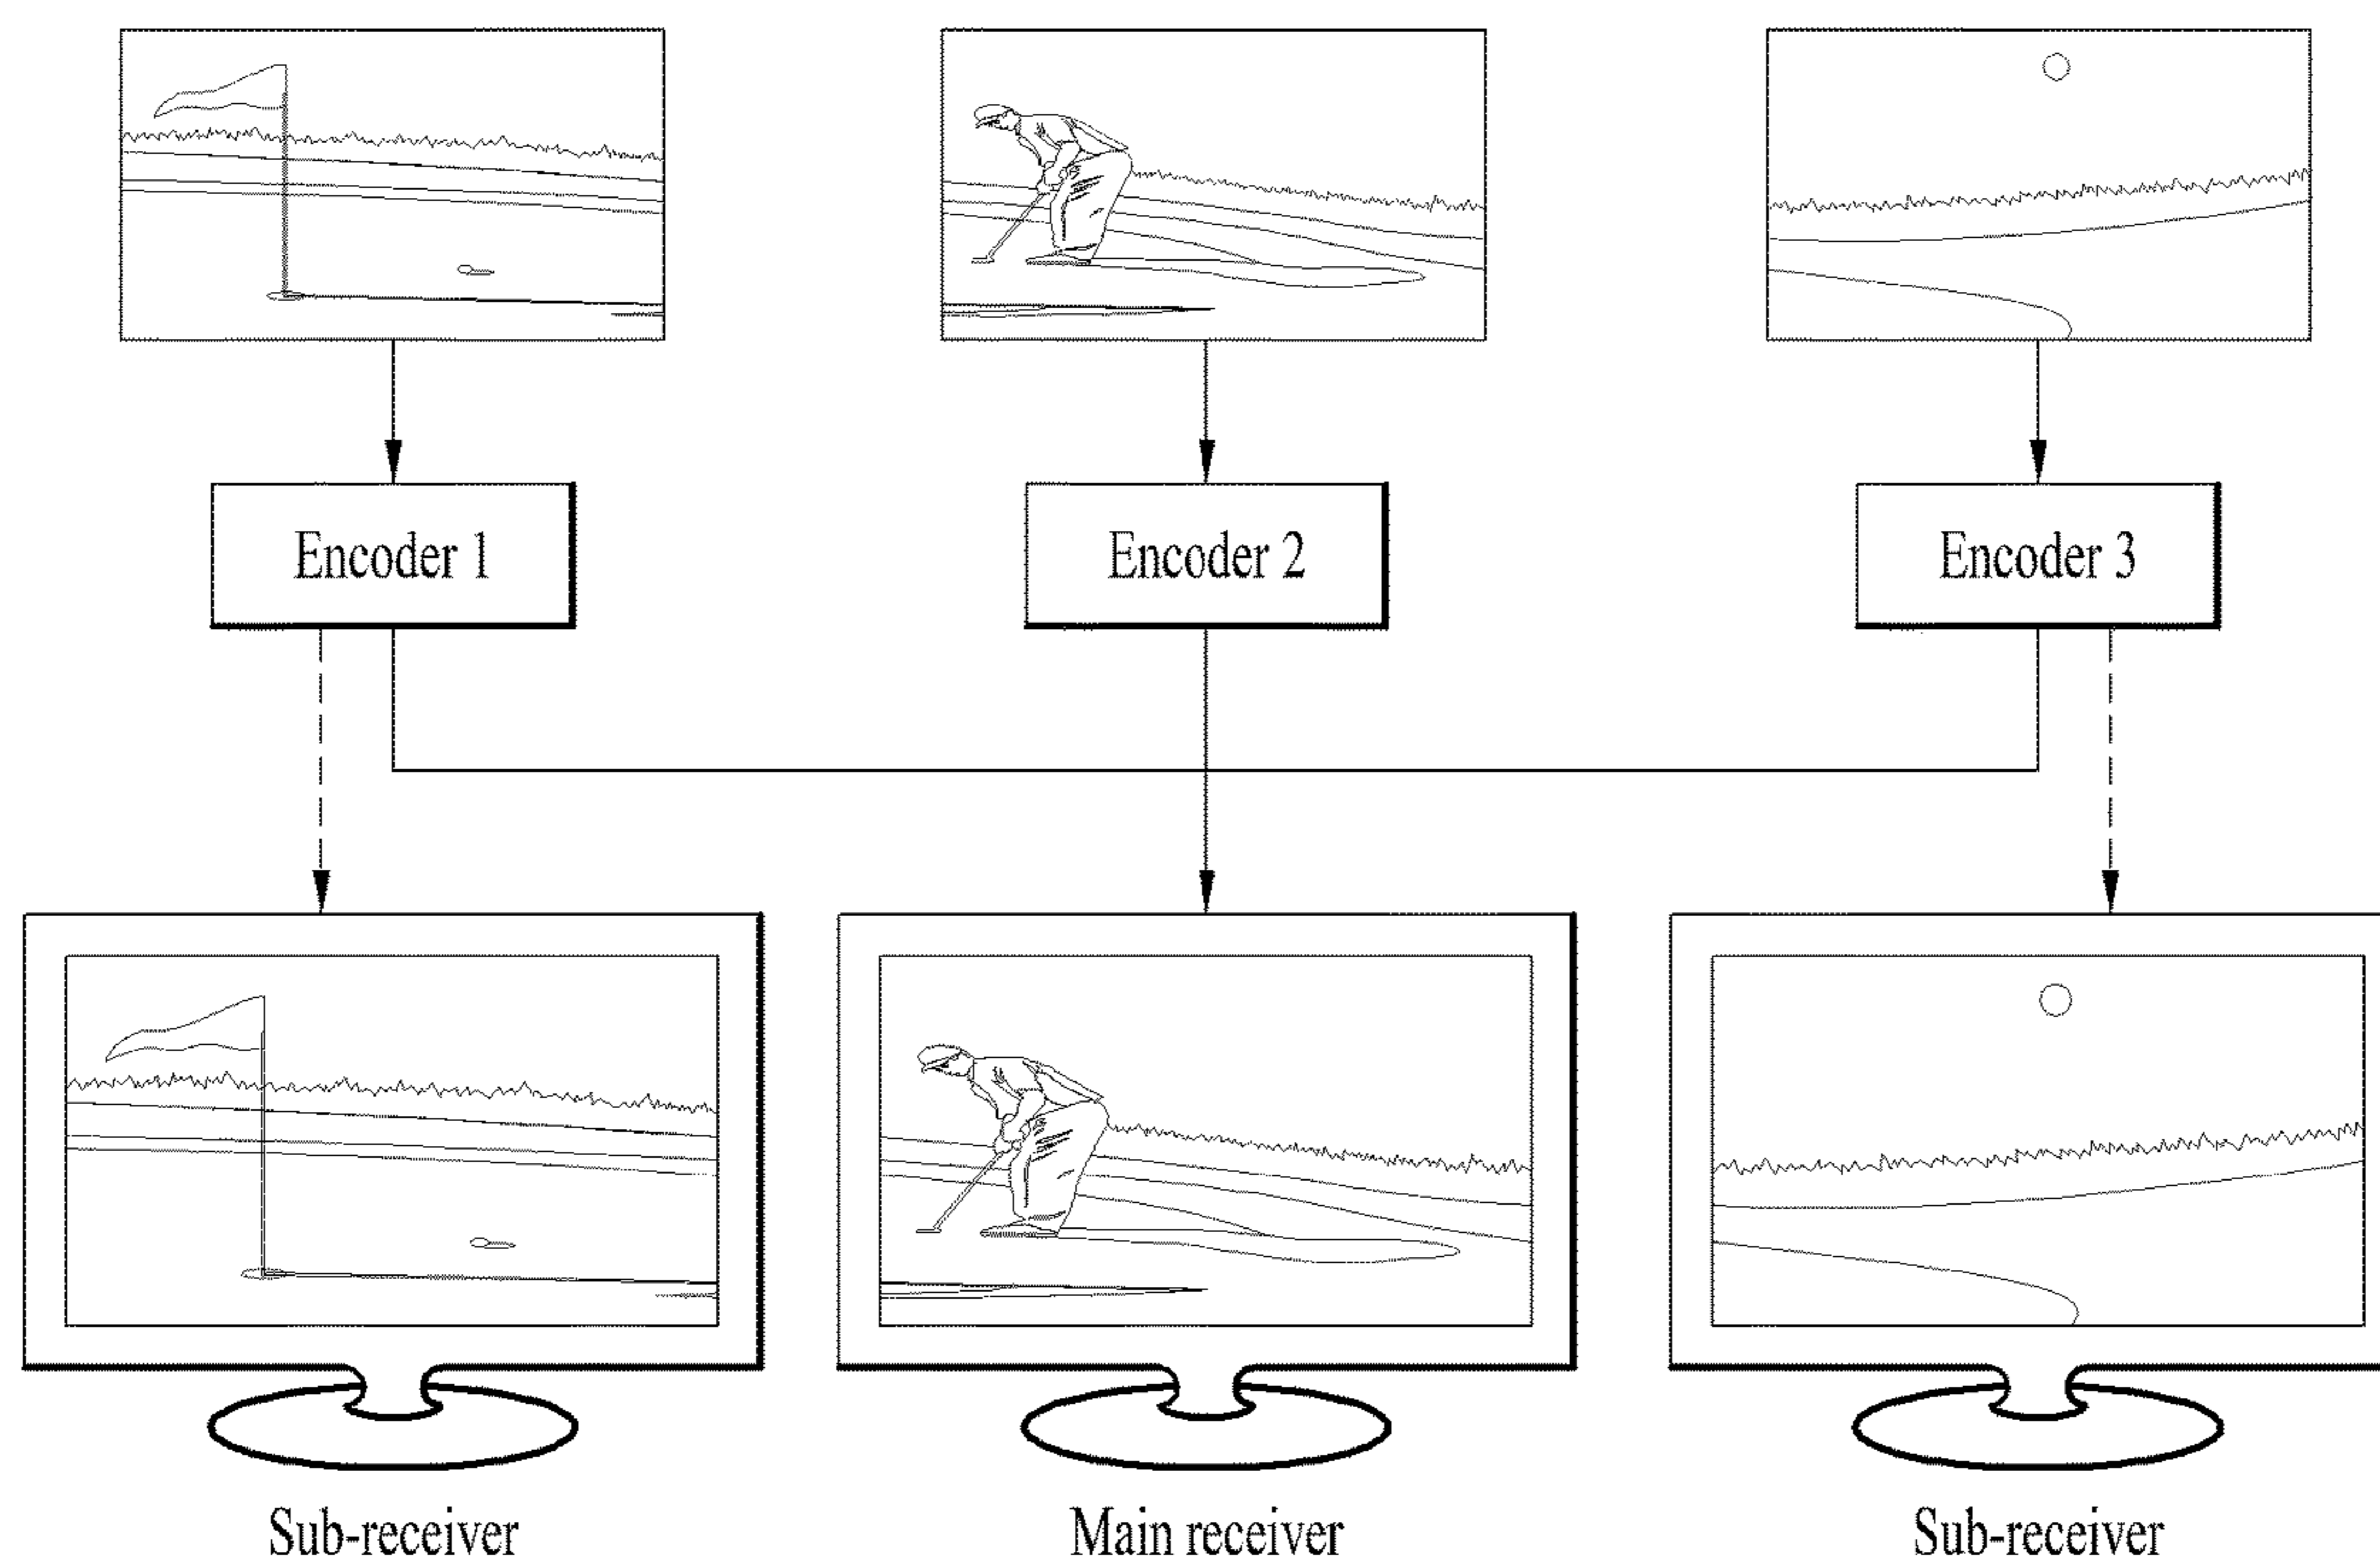 Encoder 1
Encoder 2
Encoder 3
Sub-receiver
Main receiver
Sub-receiver